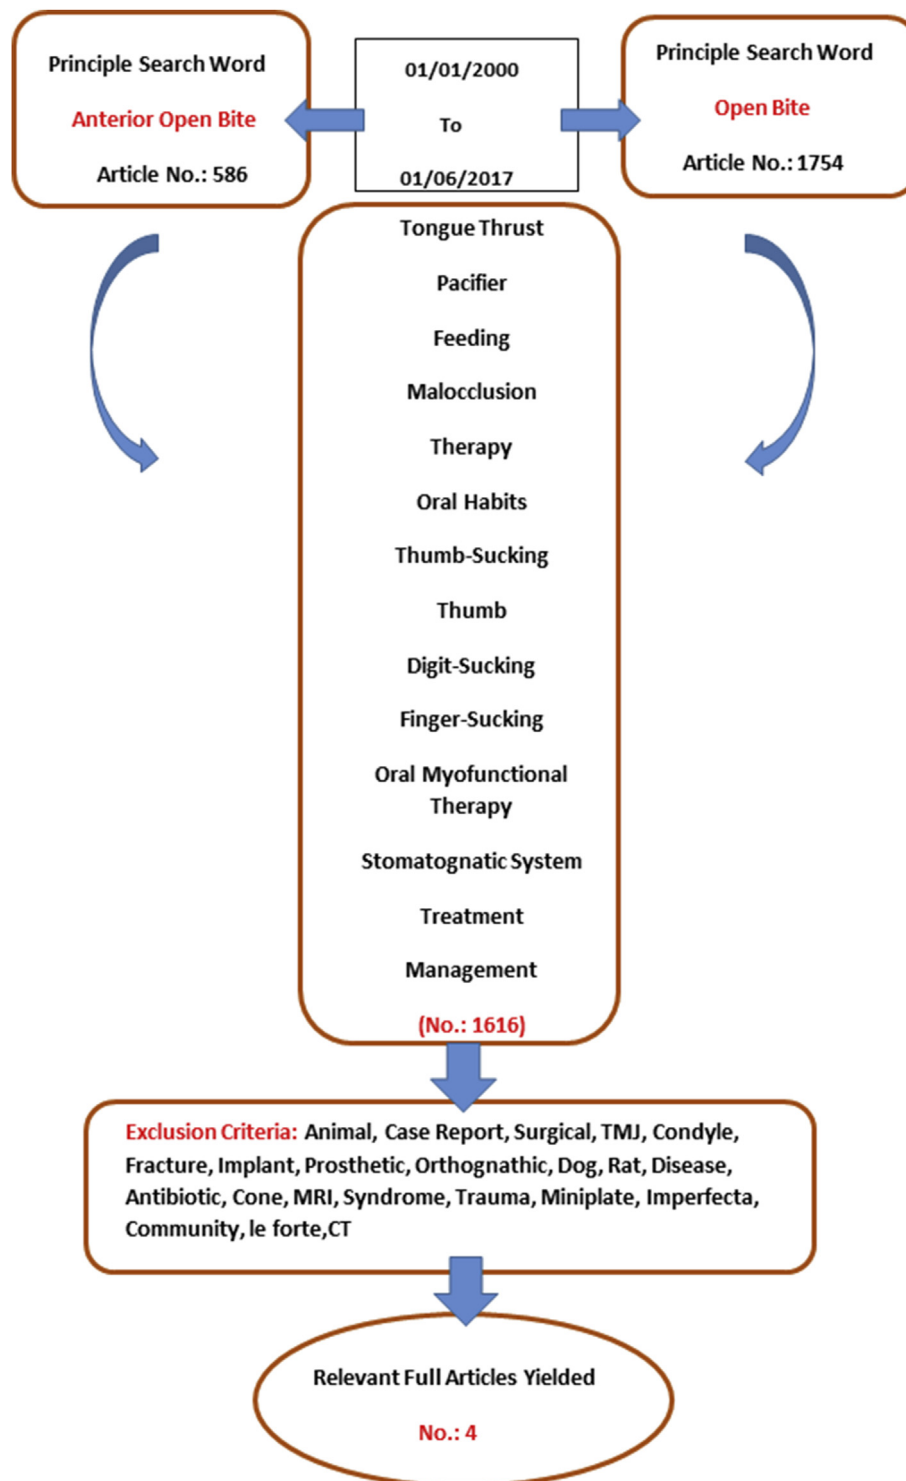 Principle Search Word
Anterior Open Bite
Article No.: 586
01/01/2000
To
01/06/2017
Principle Search Word
Open Bite
Article No.: 1754
Tongue Thrust
Pacifier
Feeding
Malocclusion
Therapy
Oral Habits
Thumb-Sucking
Thumb
Digit-Sucking
Finger-Sucking
Oral Myofunctional
Therapy
Stomatognatic System
Treatment
Management
(No.: 1616)
Exclusion Criteria: Animal, Case Report, Surgical, TMJ, Condyle,
Fracture, Implant, Prosthetic, Orthognathic, Dog, Rat, Disease,
Antibiotic, Cone, MRI, Syndrome, Trauma, Miniplate, Imperfecta,
Community, le forte,CT
Relevant Full Articles Yielded
No.: 4